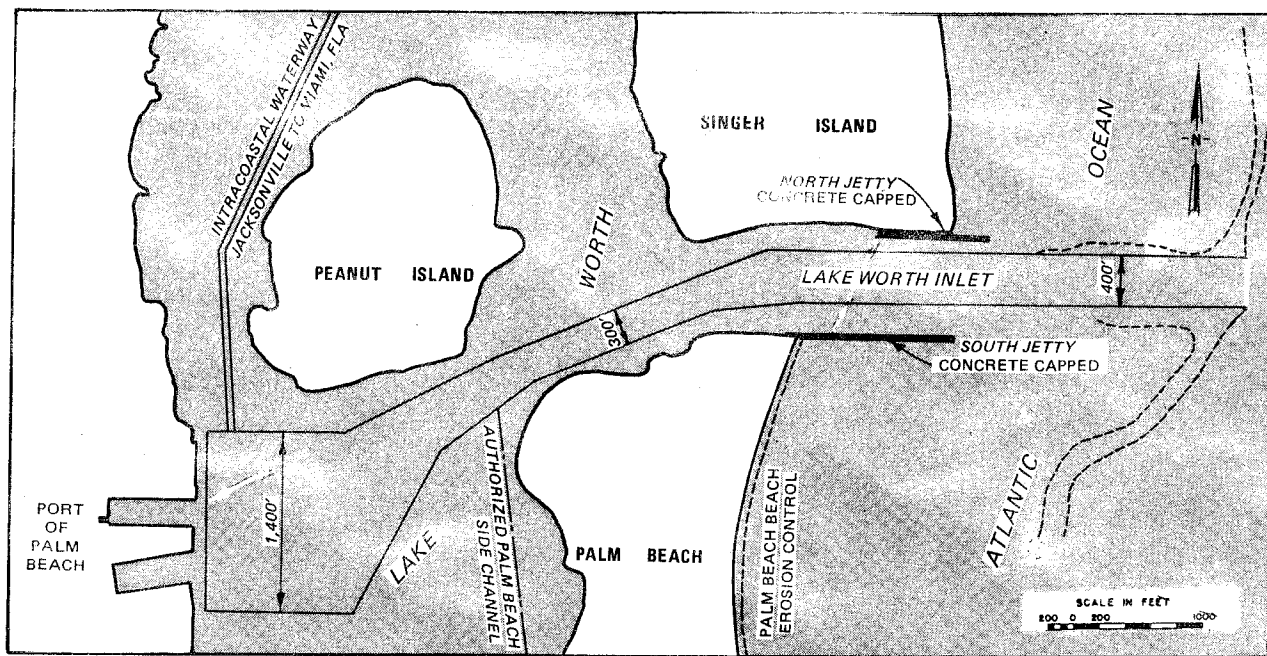 INTRACOASTAL WATERWAY
JACKSONVILLE TO MIAMI, FLA
SINGER ISLAND
OCEAN
N
NORTH JETTY
CONCRETE CAPPED
PEANUT ISLAND
WORTH
LAKE WORTH INLET
400'
300'
SOUTH JETTY
CONCRETE CAPPED
AUTHORIZED PALM BEACH
SIDE CHANNEL
1,400'
PORT
OF
PALM
BEACH
LAKE
PALM BEACH
PALM BEACH BEACH
EROSION CONTROL
ATLANTIC
SCALE IN FEET
200 0 200 1000